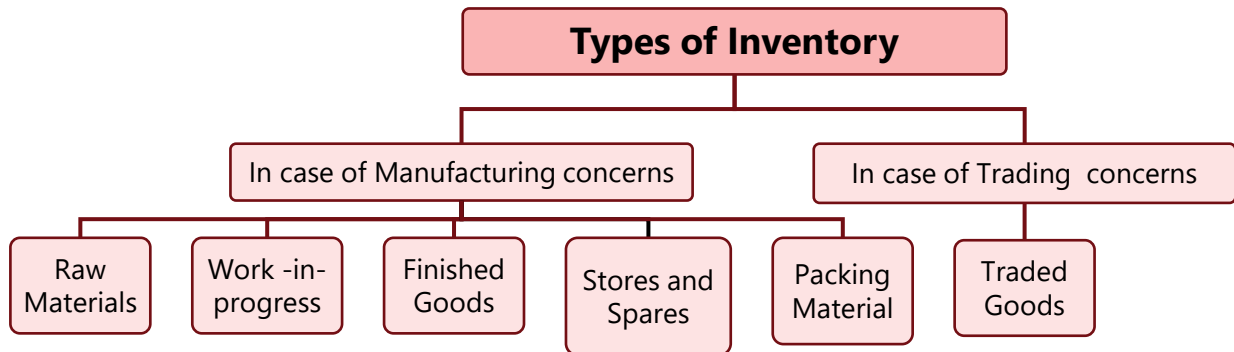 Types of Inventory
In case of Manufacturing concerns
In case of Trading concerns
Raw
Materials
Work -in-
progress
Finished
Goods
Stores and
Spares
Packing
Material
Traded
Goods